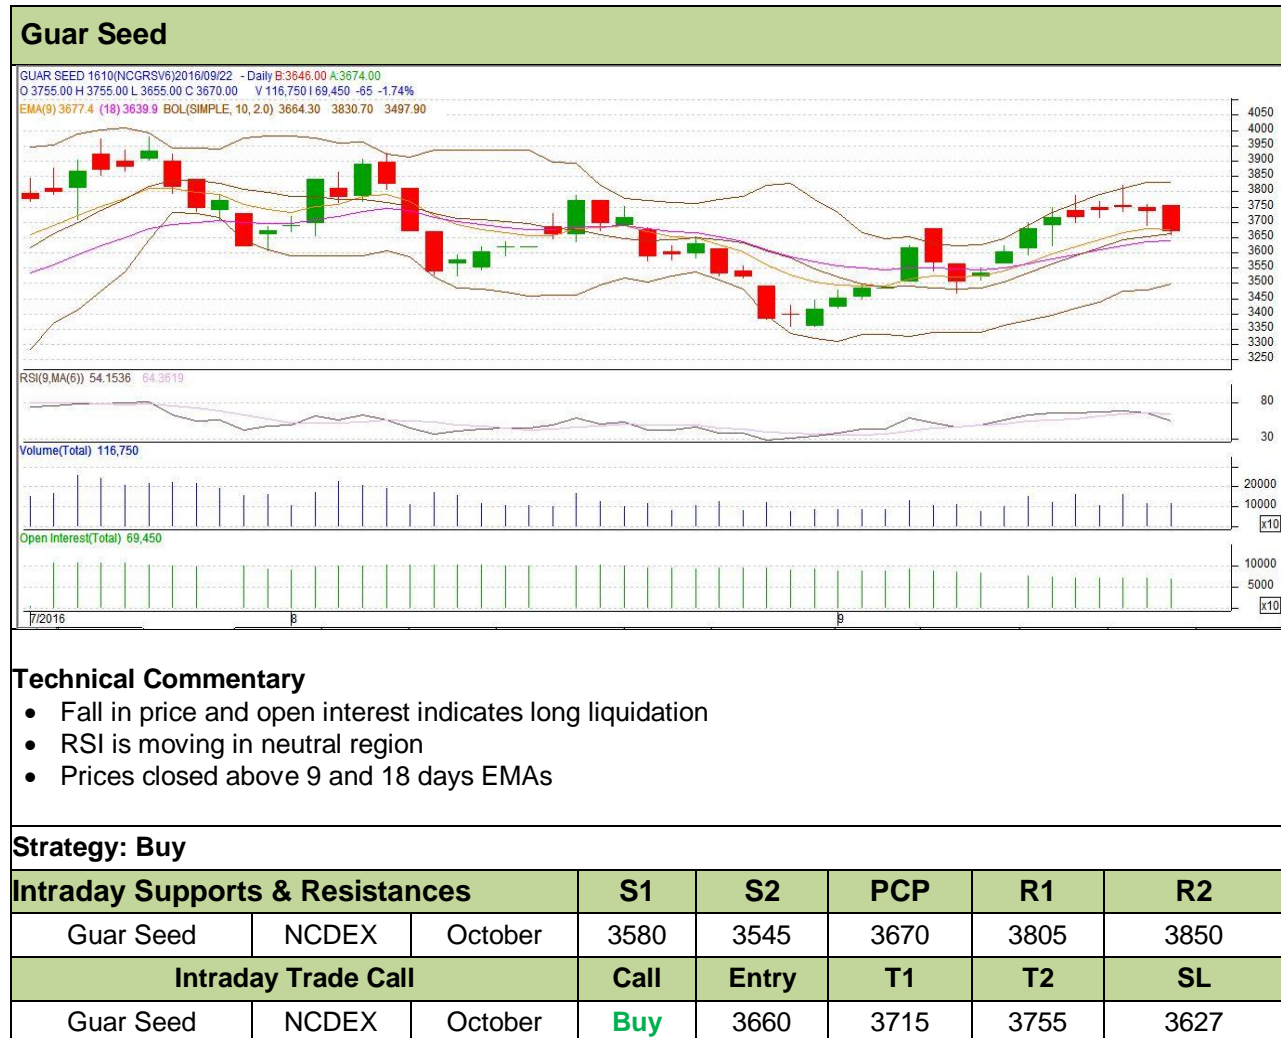 Guar Seed
GUAR SEED 1610(NCGRSV6)2016/09/22 - Daily B:3646.00 A:3674.00
O 3755.00 H 3755.00 L 3655.00 C 3670.00 V 116,750 I 69,450 -65 -1.74%
EMA(9) 3677.4 (18) 3639.9 BOL(SIMPLE, 10, 2.0) 3664.30 3830.70 3497.90
4050
4000
3950
3900
3850
3800
3750
3700
3650
3600
3550
3500
3450
3400
3350
3300
3250
RSI(9,MA(6)) 54.1536 64.3619
80
30
Volume(Total) 116,750
20000
10000
x10
Open Interest(Total) 69,450
10000
5000
x10
7/2016 8 9
Technical Commentary
• Fall in price and open interest indicates long liquidation
• RSI is moving in neutral region
• Prices closed above 9 and 18 days EMAs
Strategy: Buy
Intraday Supports & Resistances S1 S2 PCP R1 R2
Guar Seed NCDEX October 3580 3545 3670 3805 3850
Intraday Trade Call Call Entry T1 T2 SL
Guar Seed NCDEX October Buy 3660 3715 3755 3627